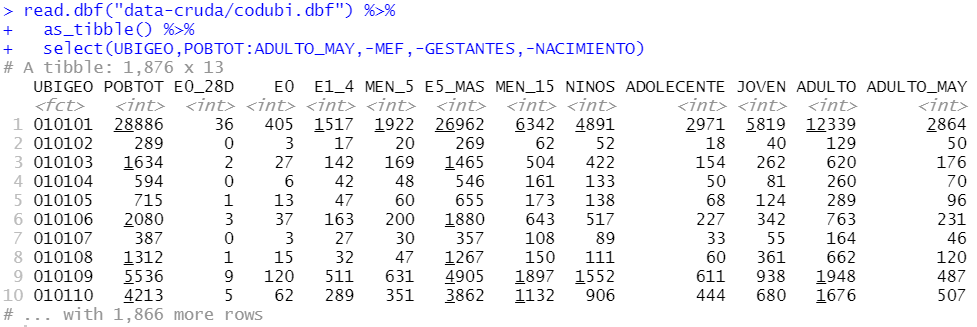 > read.dbf("data-cruda/codubi.dbf") %>%
+   as_tibble() %>%
+   select(UBIGEO,POBTOT:ADULTO_MAY,-MEF,-GESTANTES,-NACIMIENTO)
# A tibble: 1,876 x 13
UBIGEO POBTOT E0_28D E0 E1_4 MEN_5 E5_MAS MEN_15 NINOS ADOLECENTE JOVEN ADULTO ADULTO_MAY
<fct> <int> <int> <int> <int> <int> <int> <int> <int> <int> <int> <int> <int>
1 010101 28886 36 405 1517 1922 26962 6342 4891 2971 5819 12339 2864
2 010102 289 0 3 17 20 269 62 52 18 40 129 50
3 010103 1634 2 27 142 169 1465 504 422 154 262 620 176
4 010104 594 0 6 42 48 546 161 133 50 81 260 70
5 010105 715 1 13 47 60 655 173 138 68 124 289 96
6 010106 2080 3 37 163 200 1880 643 517 227 342 763 231
7 010107 387 0 3 27 30 357 108 89 33 55 164 46
8 010108 1312 1 15 32 47 1267 150 111 60 361 662 120
9 010109 5536 9 120 511 631 4905 1897 1552 611 938 1948 487
10 010110 4213 5 62 289 351 3862 1132 906 444 680 1676 507
# ... with 1,866 more rows